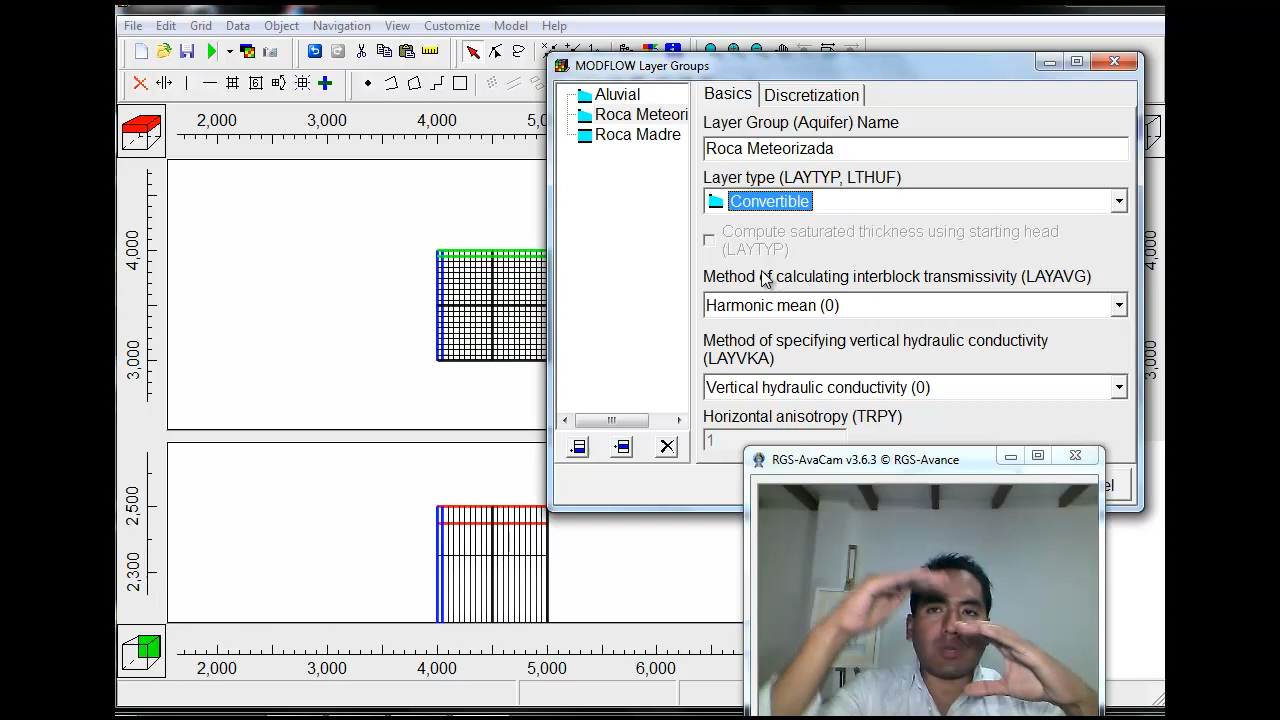 File Edit Grid Data Object Navigation View Customize Model Help
MODFLOW Layer Groups
Aluvial
Roca Meteori
Roca Madre
Basics
Discretization
Layer Group (Aquifer) Name
Roca Meteorizada
Layer type (LAYTYP, LTHUF)
Convertible
Compute saturated thickness using starting head
(LAYTYP)
Method of calculating interblock transmissivity (LAYAVG)
Harmonic mean (0)
Method of specifying vertical hydraulic conductivity
(LAYVKA)
Vertical hydraulic conductivity (0)
Horizontal anisotropy (TRPY)
1
2,000 3,000 4,000 5,0
4,000
3,000
4,000
3,000
2,500
2,300
2,000 3,000 4,000 5,000 6,000
RGS-AvaCam v3.6.3 © RGS-Avance
el